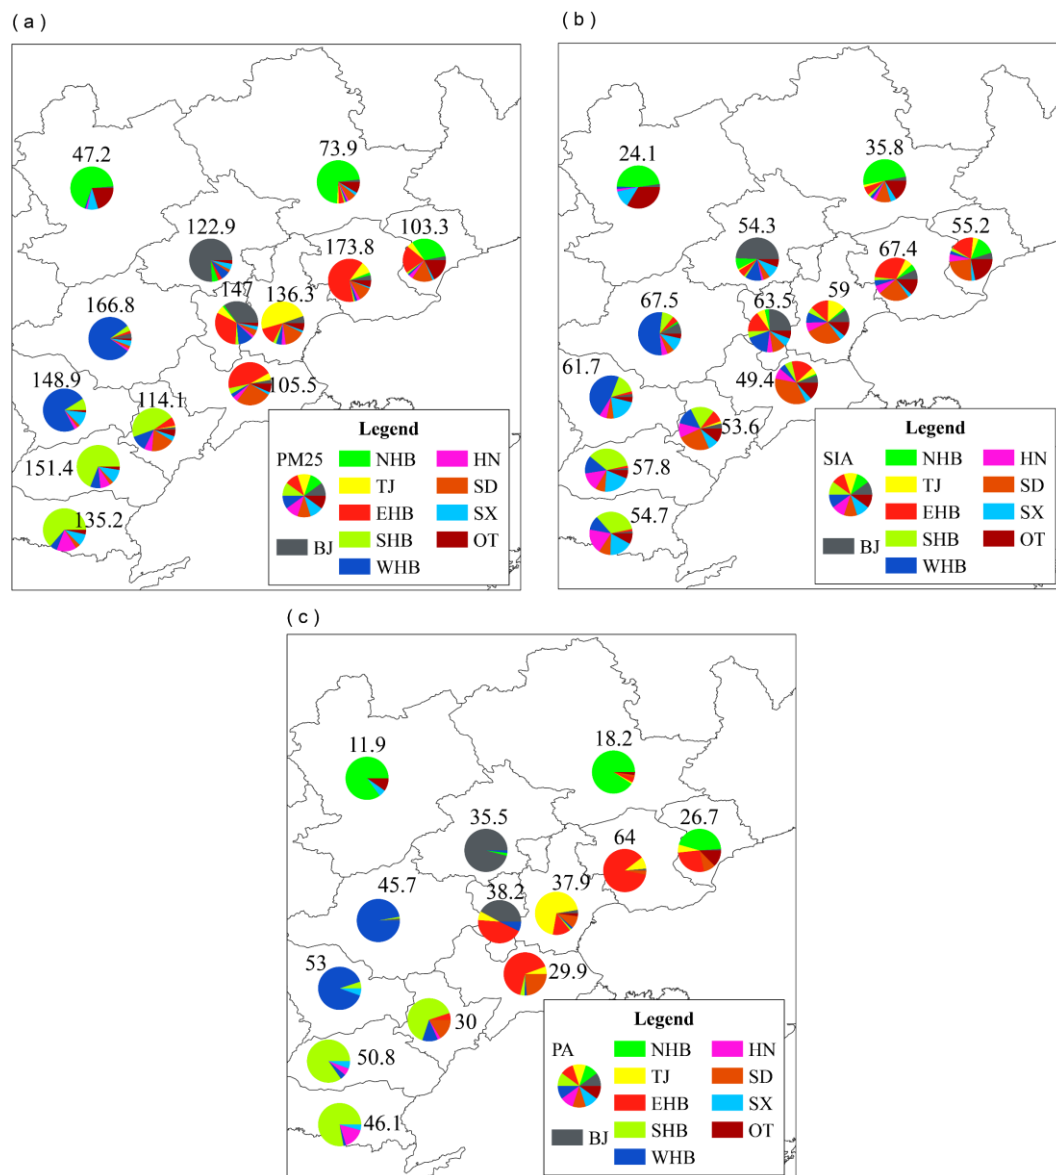 ( a )
( b )
47.2
73.9
122.9
103.3
173.8
147
136.3
166.8
148.9
114.1
105.5
151.4
135.2
Legend
PM25
NHB
HN
TJ
SD
EHB
SX
SHB
OT
BJ
WHB
24.1
35.8
54.3
55.2
67.4
67.5
63.5
59
61.7
49.4
53.6
57.8
54.7
Legend
SIA
NHB
HN
TJ
SD
EHB
SX
SHB
OT
BJ
WHB
( c )
11.9
18.2
35.5
26.7
64
45.7
38.2
37.9
53
29.9
30
50.8
46.1
Legend
PA
NHB
HN
TJ
SD
EHB
SX
SHB
OT
BJ
WHB